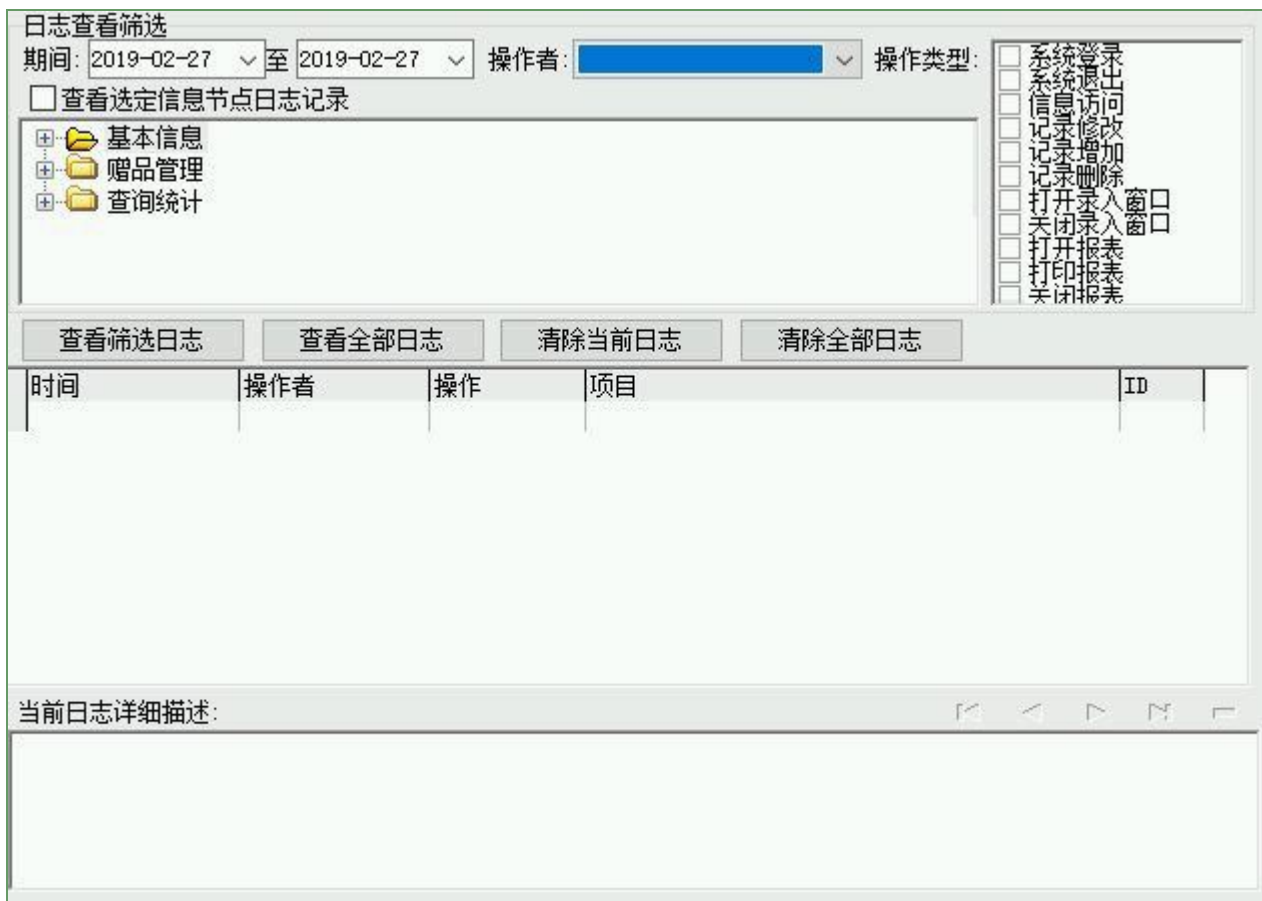 日志查看筛选
期间: 2019-02-27 至 2019-02-27 操作者: 操作类型:
查看选定信息节点日志记录
基本信息
赠品管理
查询统计
系统登录
系统退出
信息访问
记录修改
记录增加
记录删除
打开录入窗口
关闭录入窗口
打开报表
打印报表
关闭报表
查看筛选日志 查看全部日志 清除当前日志 清除全部日志
时间 操作者 操作 项目 ID
当前日志详细描述: